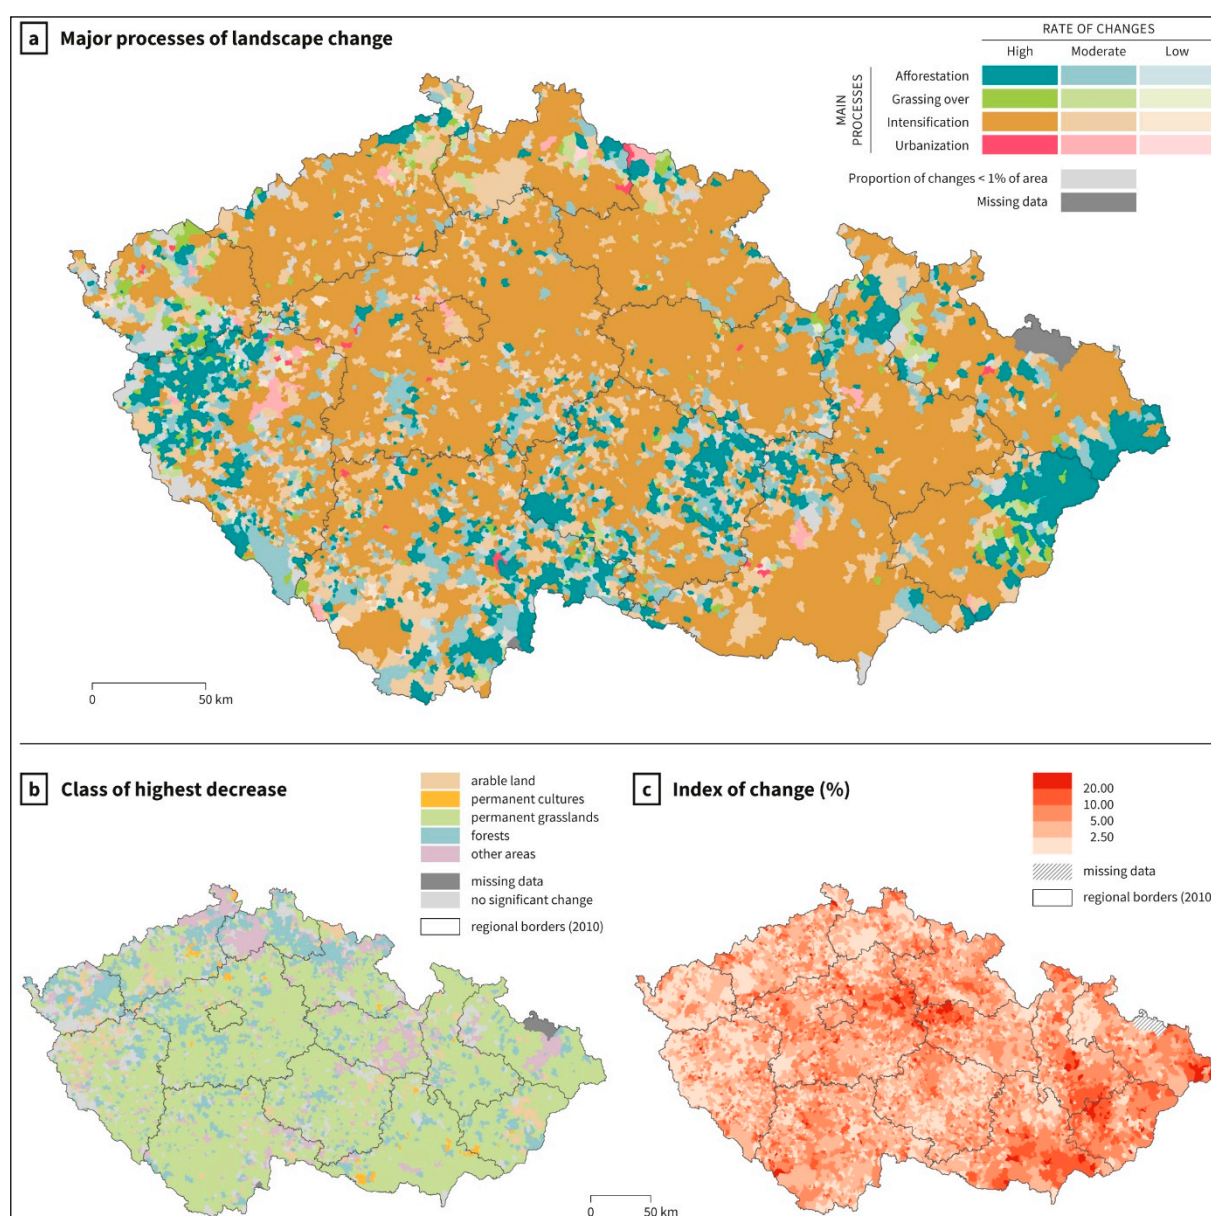 a Major processes of landscape change
RATE OF CHANGES
High Moderate Low
MAIN PROCESSES
Afforestation
Grassing over
Intensification
Urbanization
Proportion of changes < 1% of area
Missing data
0 50 km
b Class of highest decrease
arable land
permanent cultures
permanent grasslands
forests
other areas
missing data
no significant change
regional borders (2010)
c Index of change (%)
20.00
10.00
5.00
2.50
missing data
regional borders (2010
0 50 km